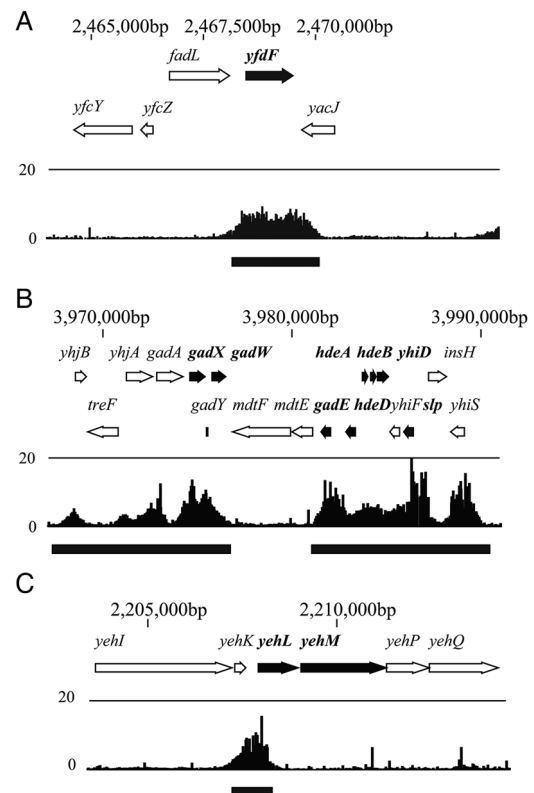 A
2,465,000bp 2,467,500bp 2,470,000bp
fadL yfdF
yfcY yfcZ yacJ
20
0
B
3,970,000bp 3,980,000bp 3,990,000bp
yhjB yhjA gadA gadX gadW hdeA hdeB yhiD insH
treF gadY mdtF mdtE gadE hdeD yhiF slp yhiS
20
0
C
2,205,000bp 2,210,000bp
yehI yehK yehL yehM yehP yehQ
20
0